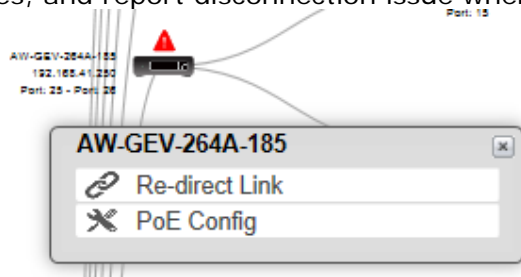 es, and report disconnection issue whe
Port: 15
AW-GEV-264A-185
192.168.41.250
Port: 25 - Port: 26
AW-GEV-264A-185
Re-direct Link
PoE Config